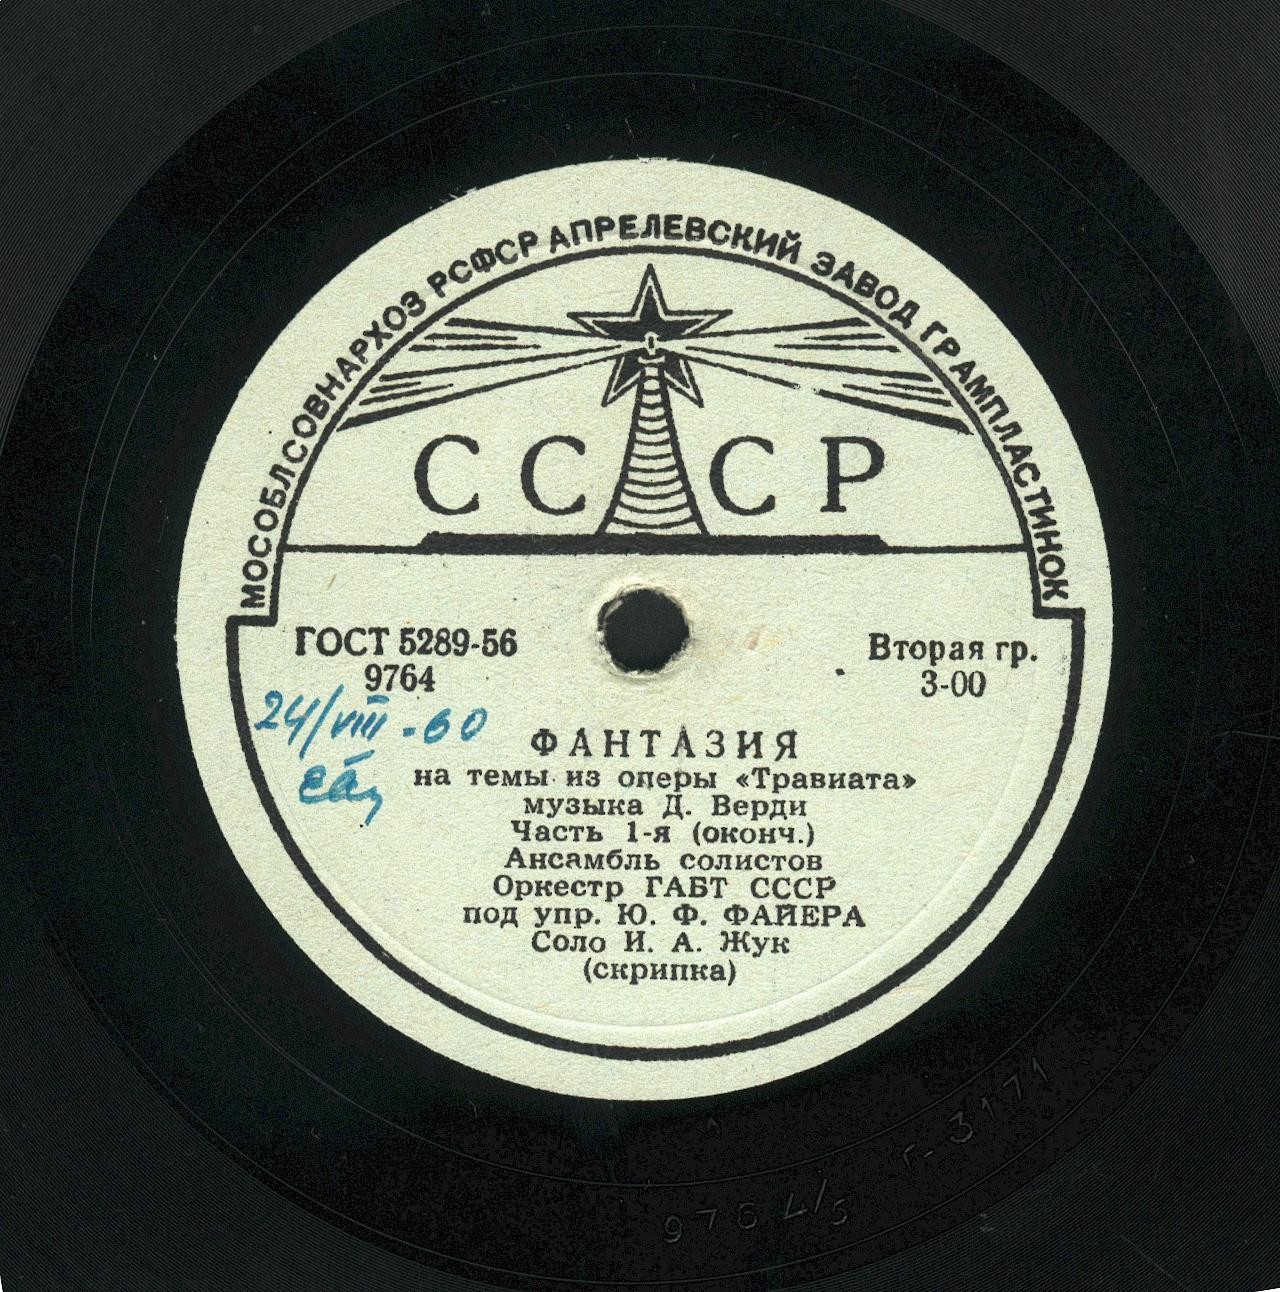 МОСОБЛСОВНАРХОЗ РСФСР АПРЕЛЕВСКИЙ ЗАВОД ГРАМПЛАСТИНОК
СССР
ГОСТ 5289-56
9764
Вторая гр.
3-00
24/VIII-60
ФАНТАЗИЯ
на темы из оперы «Травиата»
музыка Д. Верди
Часть 1-я (оконч.)
Ансамбль солистов
Оркестр ГАБТ СССР
под упр. Ю. Ф. ФАЙЕРА
Соло И. А. Жук
(скрипка)
9764/5 Г-3171